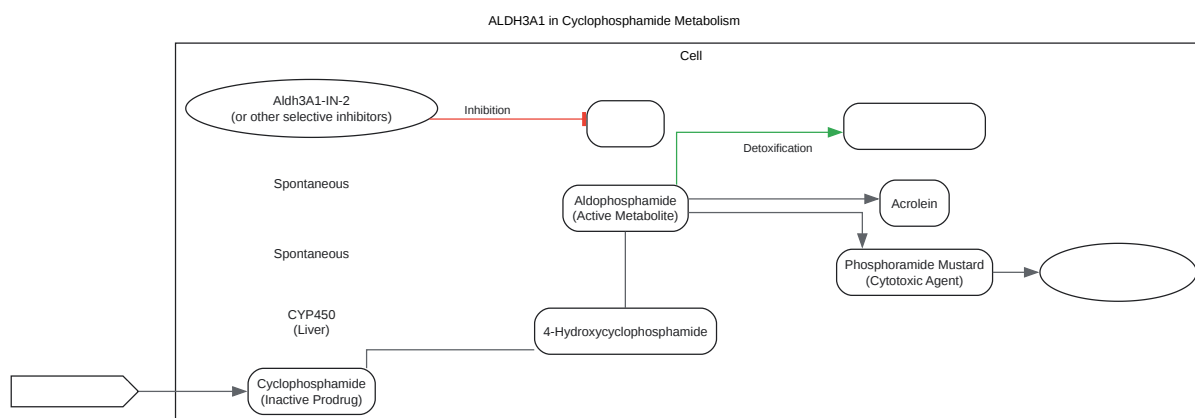 ALDH3A1 in Cyclophosphamide Metabolism
Cell
Aldh3A1-IN-2
(or other selective inhibitors)
Inhibition
Detoxification
Spontaneous
Aldophosphamide
(Active Metabolite)
Acrolein
Spontaneous
Phosphoramide Mustard
(Cytotoxic Agent)
CYP450
(Liver)
4-Hydroxycyclophosphamide
Cyclophosphamide
(Inactive Prodrug)